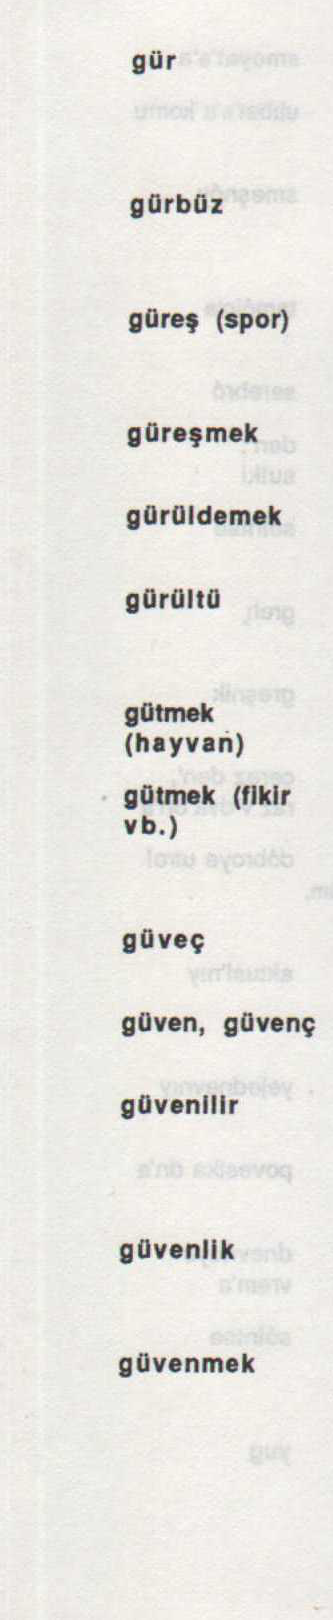 gür
gürbüz
güreş (spor)
güreşmek
gürüldemek
gürültü
gütmek
(hayvan)
gütmek (fikir
vb.)
güveç
güven, güvenç
güvenilir
güvenlik
güvenmek